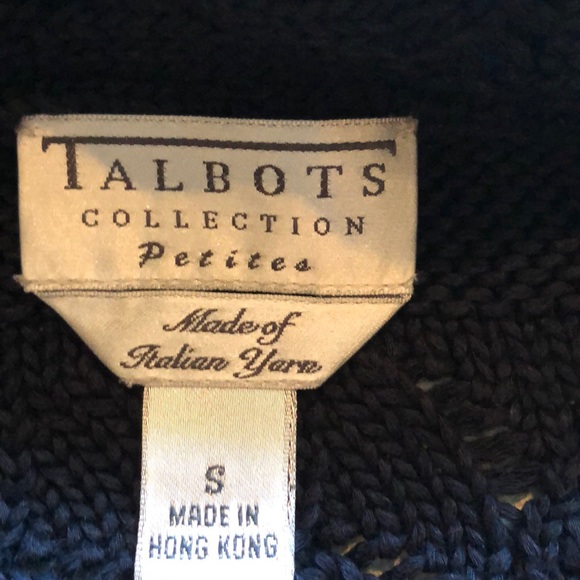 TALBOTS
COLLECTION
Petites
Made of
Italian Yarn
S
MADE IN
HONG KONG